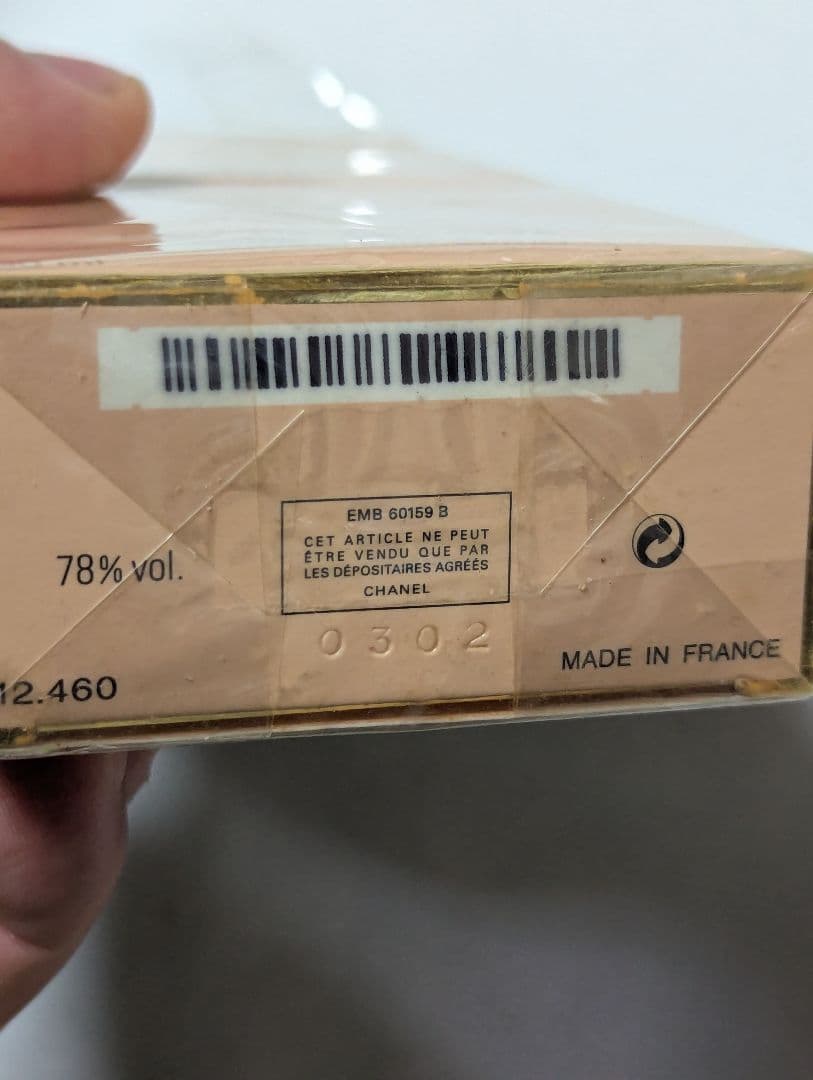 EMB 60159 B
CET ARTICLE NE PEUT
ÊTRE VENDU QUE PAR
LES DÉPOSITAIRES AGRÉÉS
CHANEL
78% vol.
0302
MADE IN FRANCE
12.460